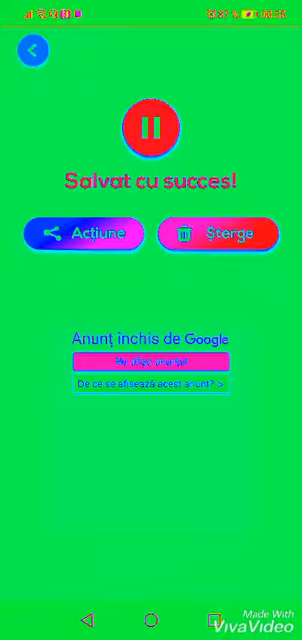 Salvat cu succes!
Acțiune
Șterge
Anunț închis de Google
De ce se afișează acest anunț? >
Made With
VivaVideo